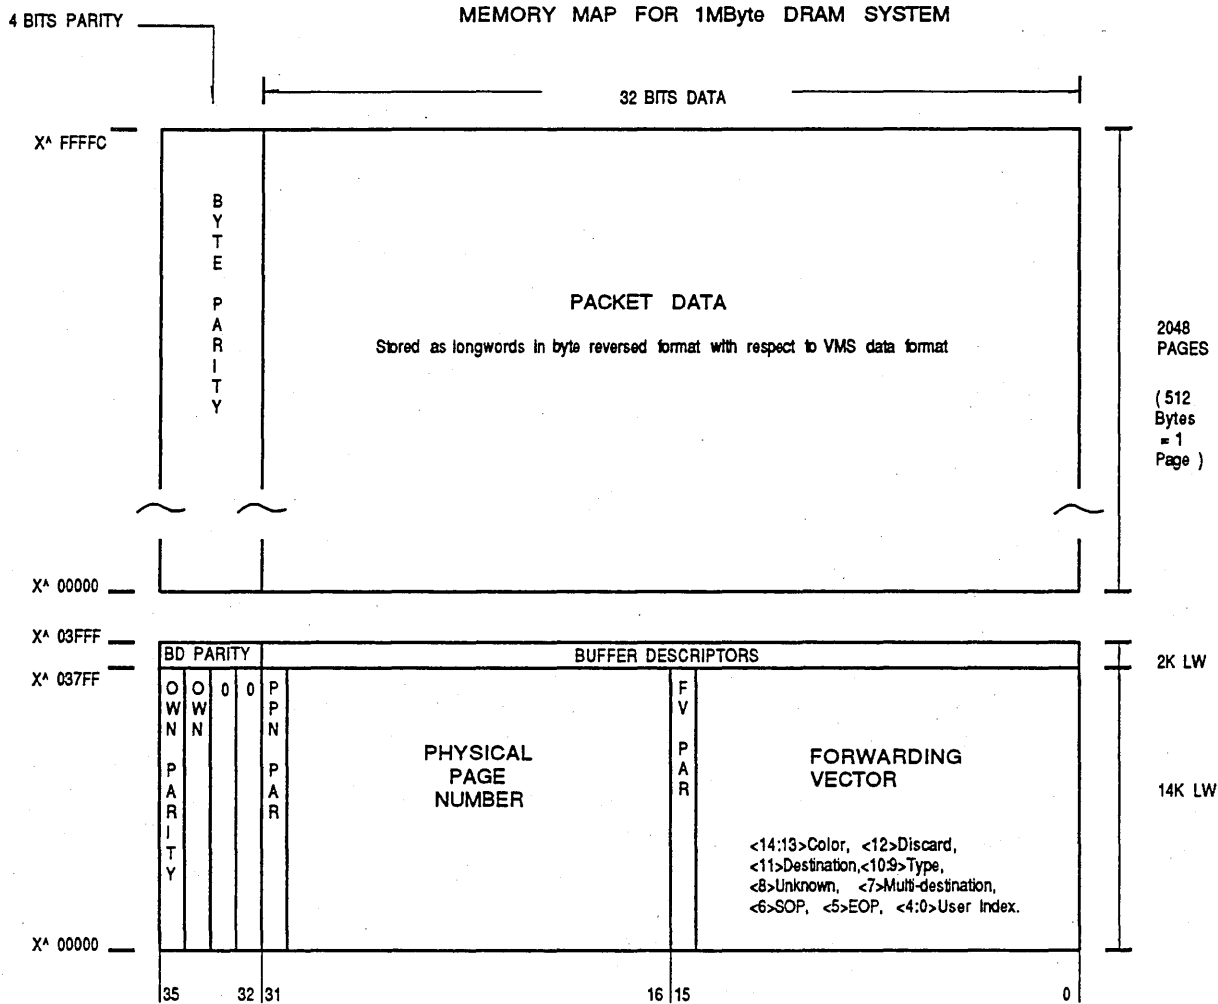 MEMORY MAP FOR 1MByte DRAM SYSTEM
4 BITS PARITY
32 BITS DATA
X^ FFFFC
BYTE PARITY
PACKET DATA
Stored as longwords in byte reversed format with respect to VMS data format
2048
PAGES
( 512
Bytes
= 1
Page )
X^ 00000
X^ 03FFF
BD PARITY
BUFFER DESCRIPTORS
2K LW
X^ 037FF
OWN PARITY
OWN
0
0
PPN PAR
PHYSICAL
PAGE
NUMBER
FV PAR
FORWARDING
VECTOR
14K LW
<14:13>Color, <12>Discard,
<11>Destination,<10:9>Type,
<8>Unknown, <7>Multi-destination,
<6>SOP, <5>EOP, <4:0>User Index.
X^ 00000
35 32 31 16 15 0